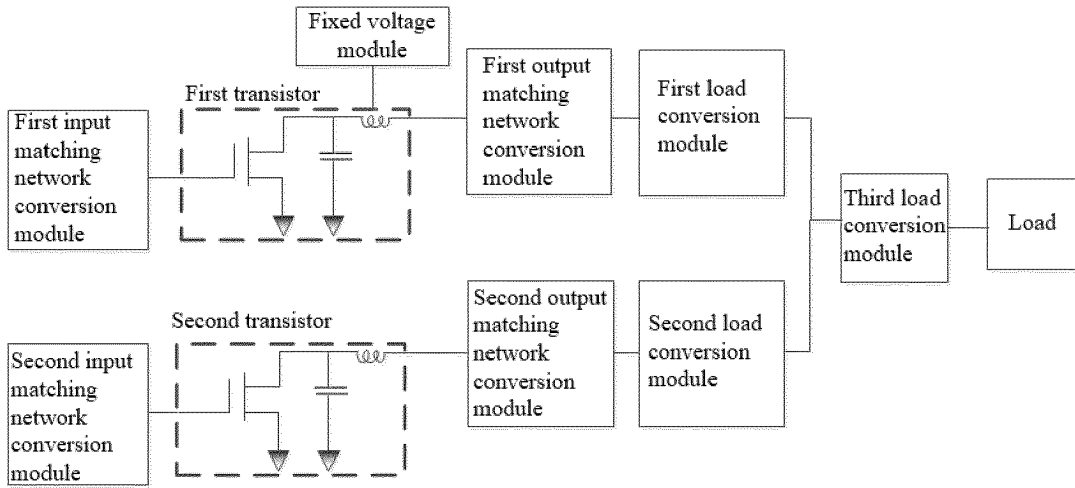 Fixed voltage
module
First transistor
First input
matching
network
conversion
module
First output
matching
network
conversion
module
First load
conversion
module
Third load
conversion
module
Load
Second transistor
Second input
matching
network
conversion
module
Second output
matching
network
conversion
module
Second load
conversion
module